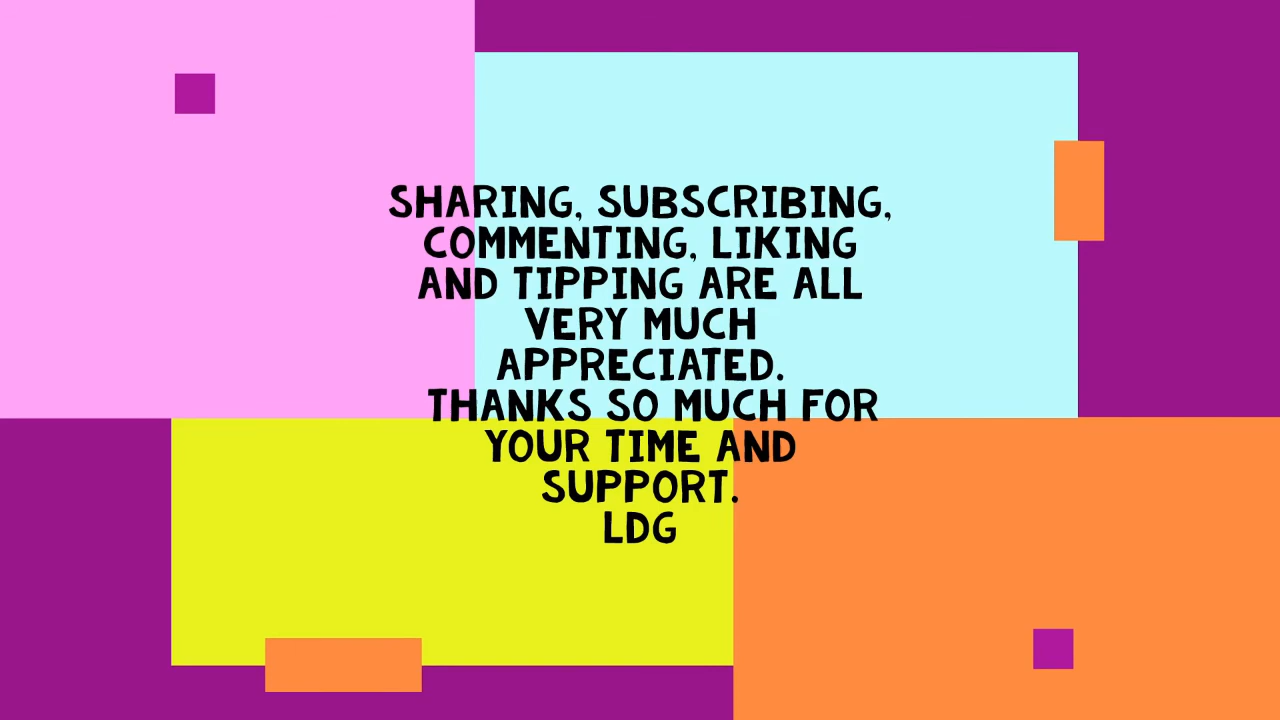 SHARING, SUBSCRIBING,
COMMENTING, LIKING
AND TIPPING ARE ALL
VERY MUCH
APPRECIATED.
THANKS SO MUCH FOR
YOUR TIME AND
SUPPORT.
LDG